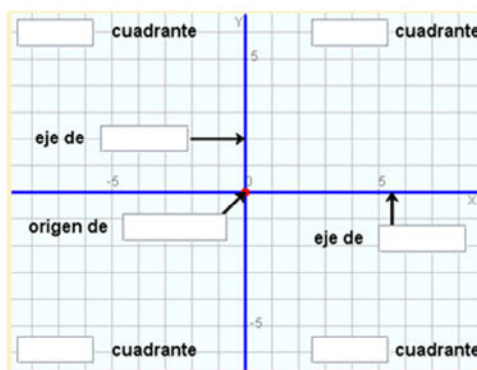 cuadrante Y cuadrante
5
eje de
-5 0 5 X
origen de
eje de
-5
cuadrante cuadrante